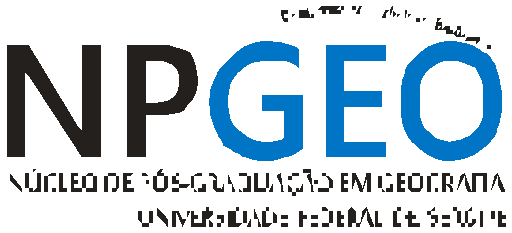 NPGEO
NÚCLEO DE PÓS-GRADUAÇÃO EM GEOGRAFIA
UNIVERSIDADE FEDERAL DE SERGIPE